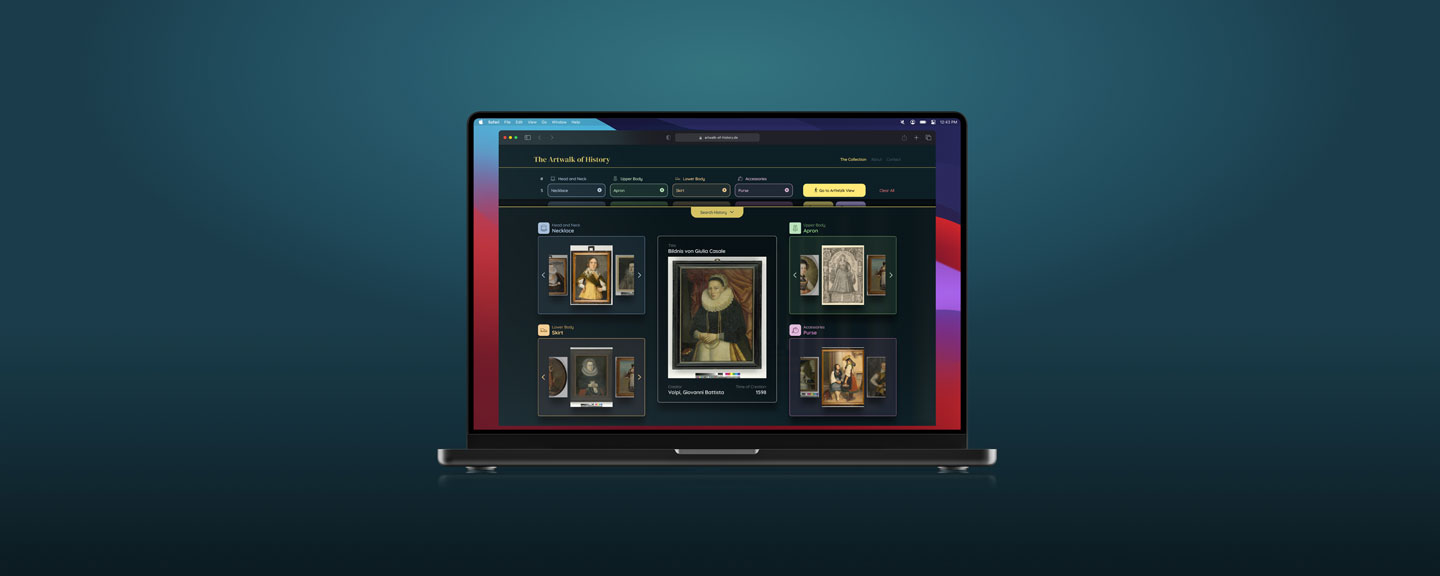 Safari File Edit View Go Window Help 12:43 PM
artwalk-of-history.de
The Artwalk of History The Collection About Contact
# Head and Neck Upper Body Lower Body Accessories
5 Necklace Apron Skirt Purse Go to ArtWalk View Clear All
Search History
Head and Neck
Necklace
Title
Bildnis von Giulia Casale
Upper Body
Apron
Lower Body
Skirt
Accessories
Purse
Creator Time of Creation
Volpi, Giovanni Battista 1598